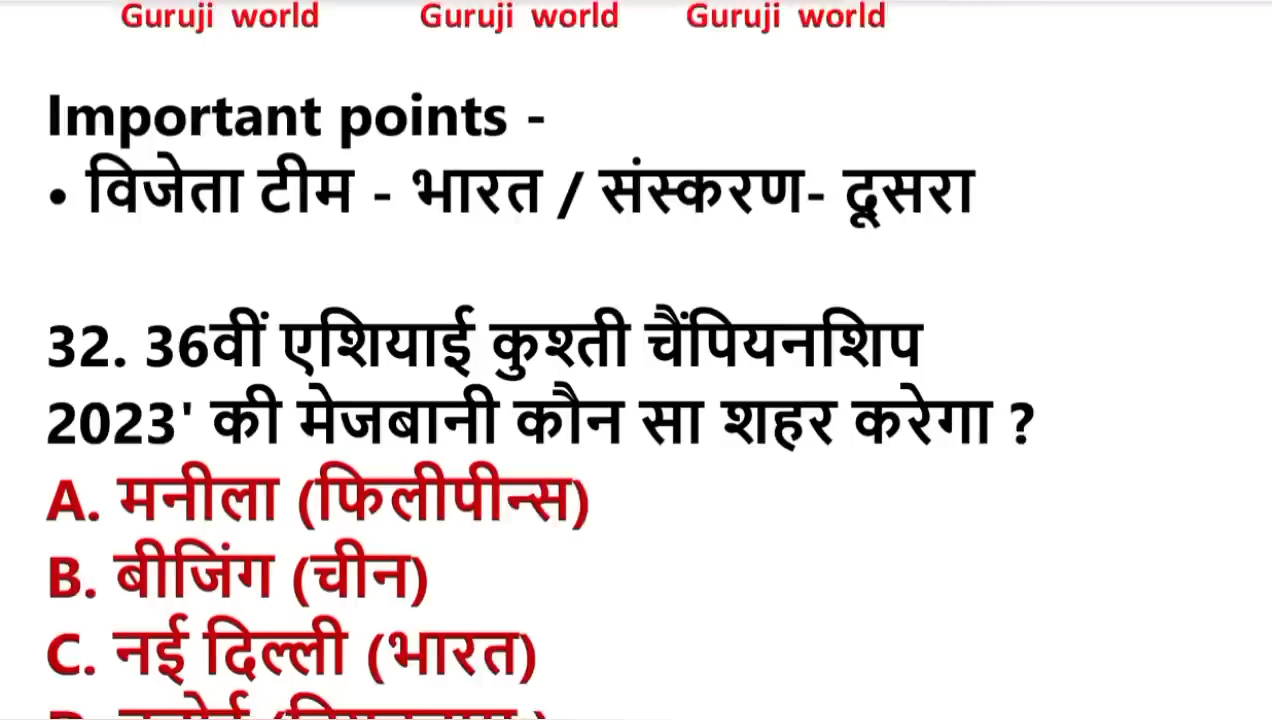 Guruji world Guruji world Guruji world
Important points -
• विजेता टीम - भारत / संस्करण- दूसरा
32. 36वीं एशियाई कुश्ती चैंपियनशिप
2023' की मेजबानी कौन सा शहर करेगा ?
A. मनीला (फिलीपीन्स)
B. बीजिंग (चीन)
C. नई दिल्ली (भारत)